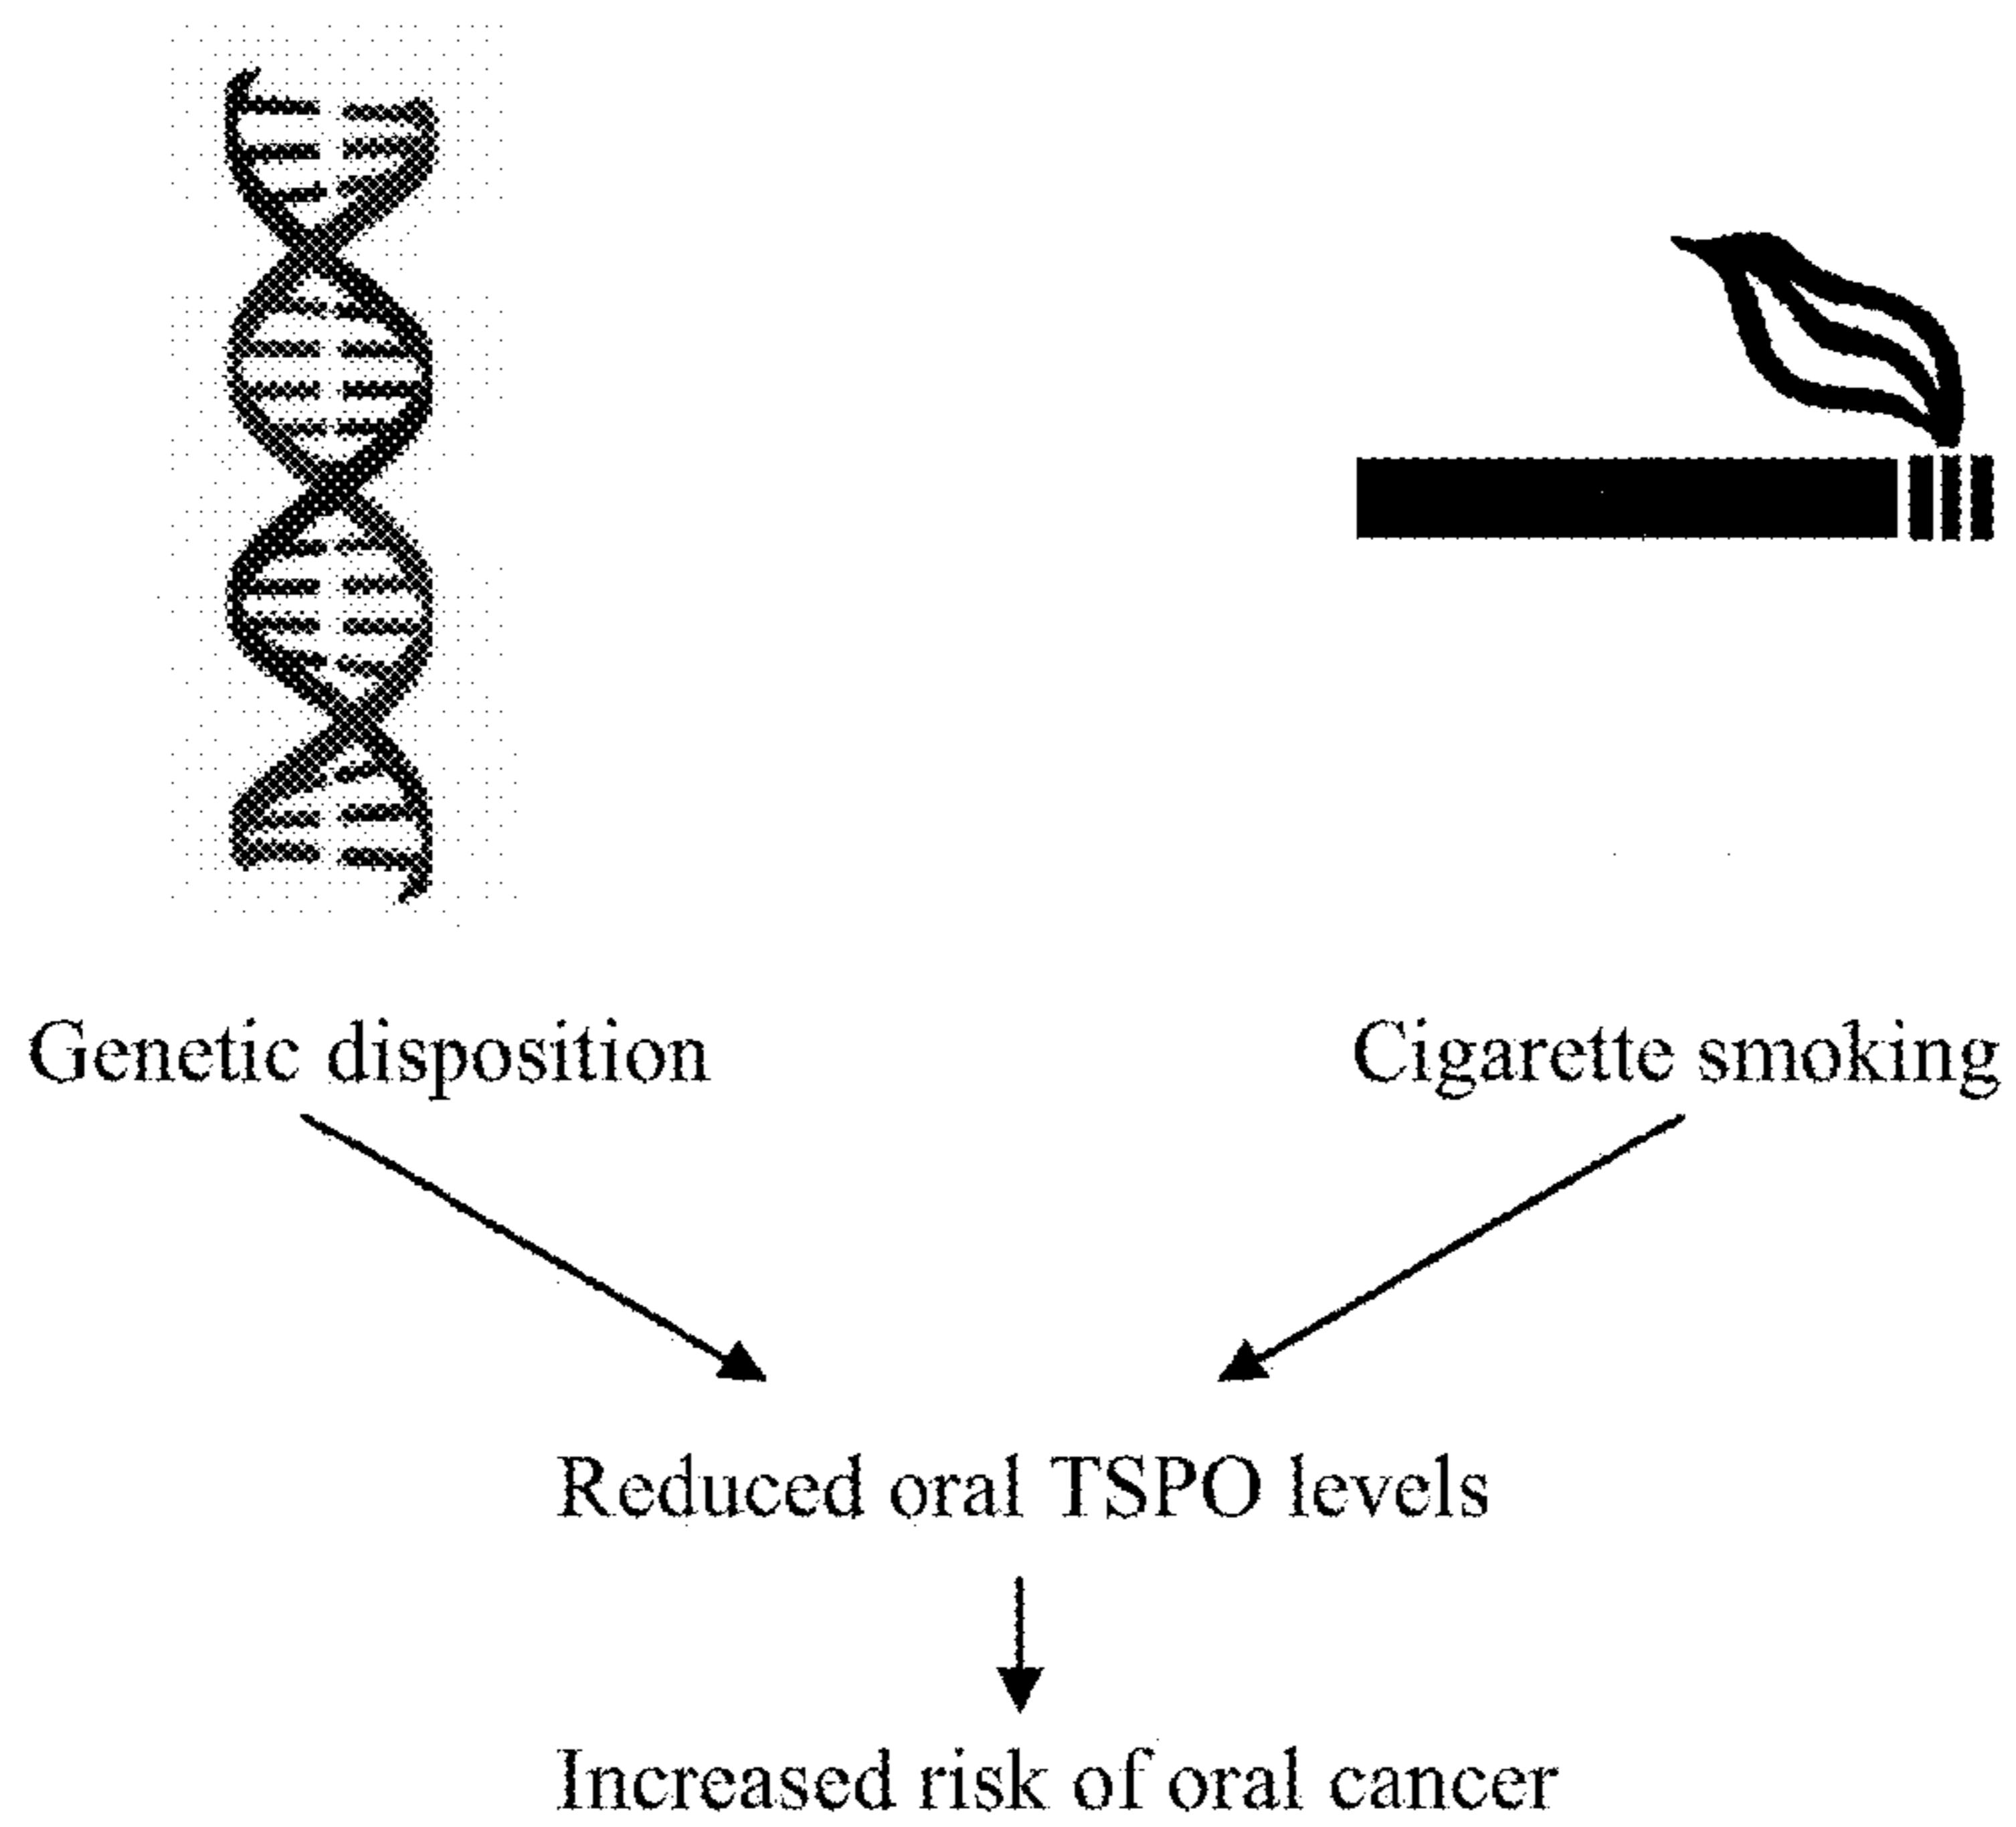 Genetic disposition
Cigarette smoking
Reduced oral TSPO levels
Increased risk of oral cancer